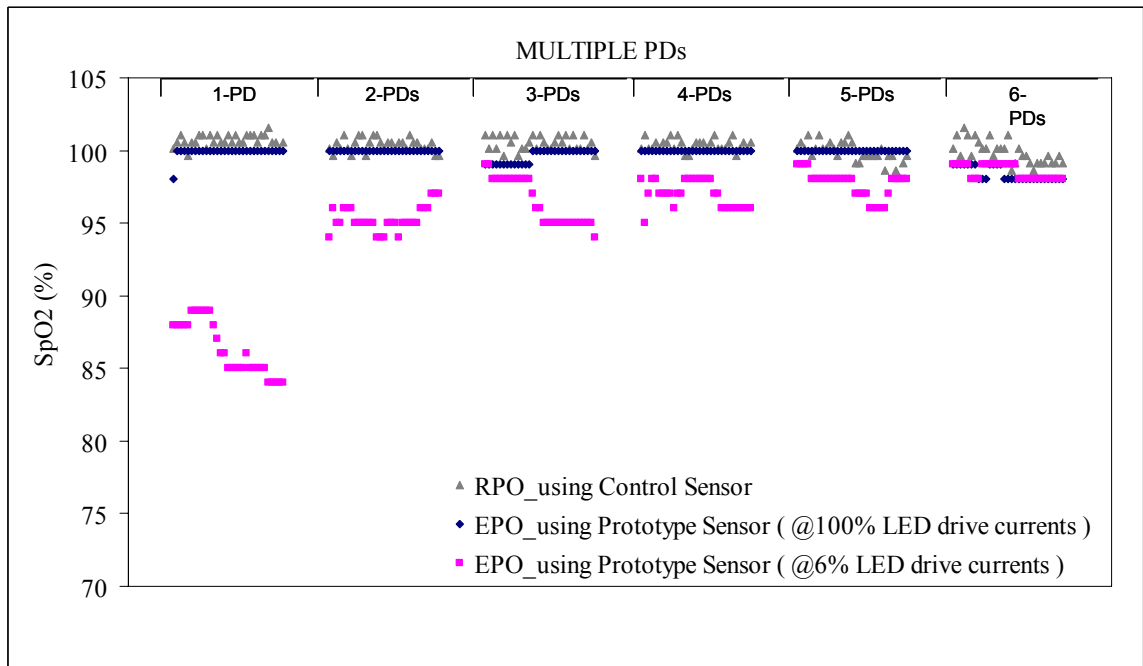 MULTIPLE PDs
105
1-PD 2-PDs 3-PDs 4-PDs 5-PDs 6-
PDs
100
95
90
85
80
75
70
SpO2 (%)
RPO_using Control Sensor
EPO_using Prototype Sensor ( @100% LED drive currents )
EPO_using Prototype Sensor ( @6% LED drive currents )